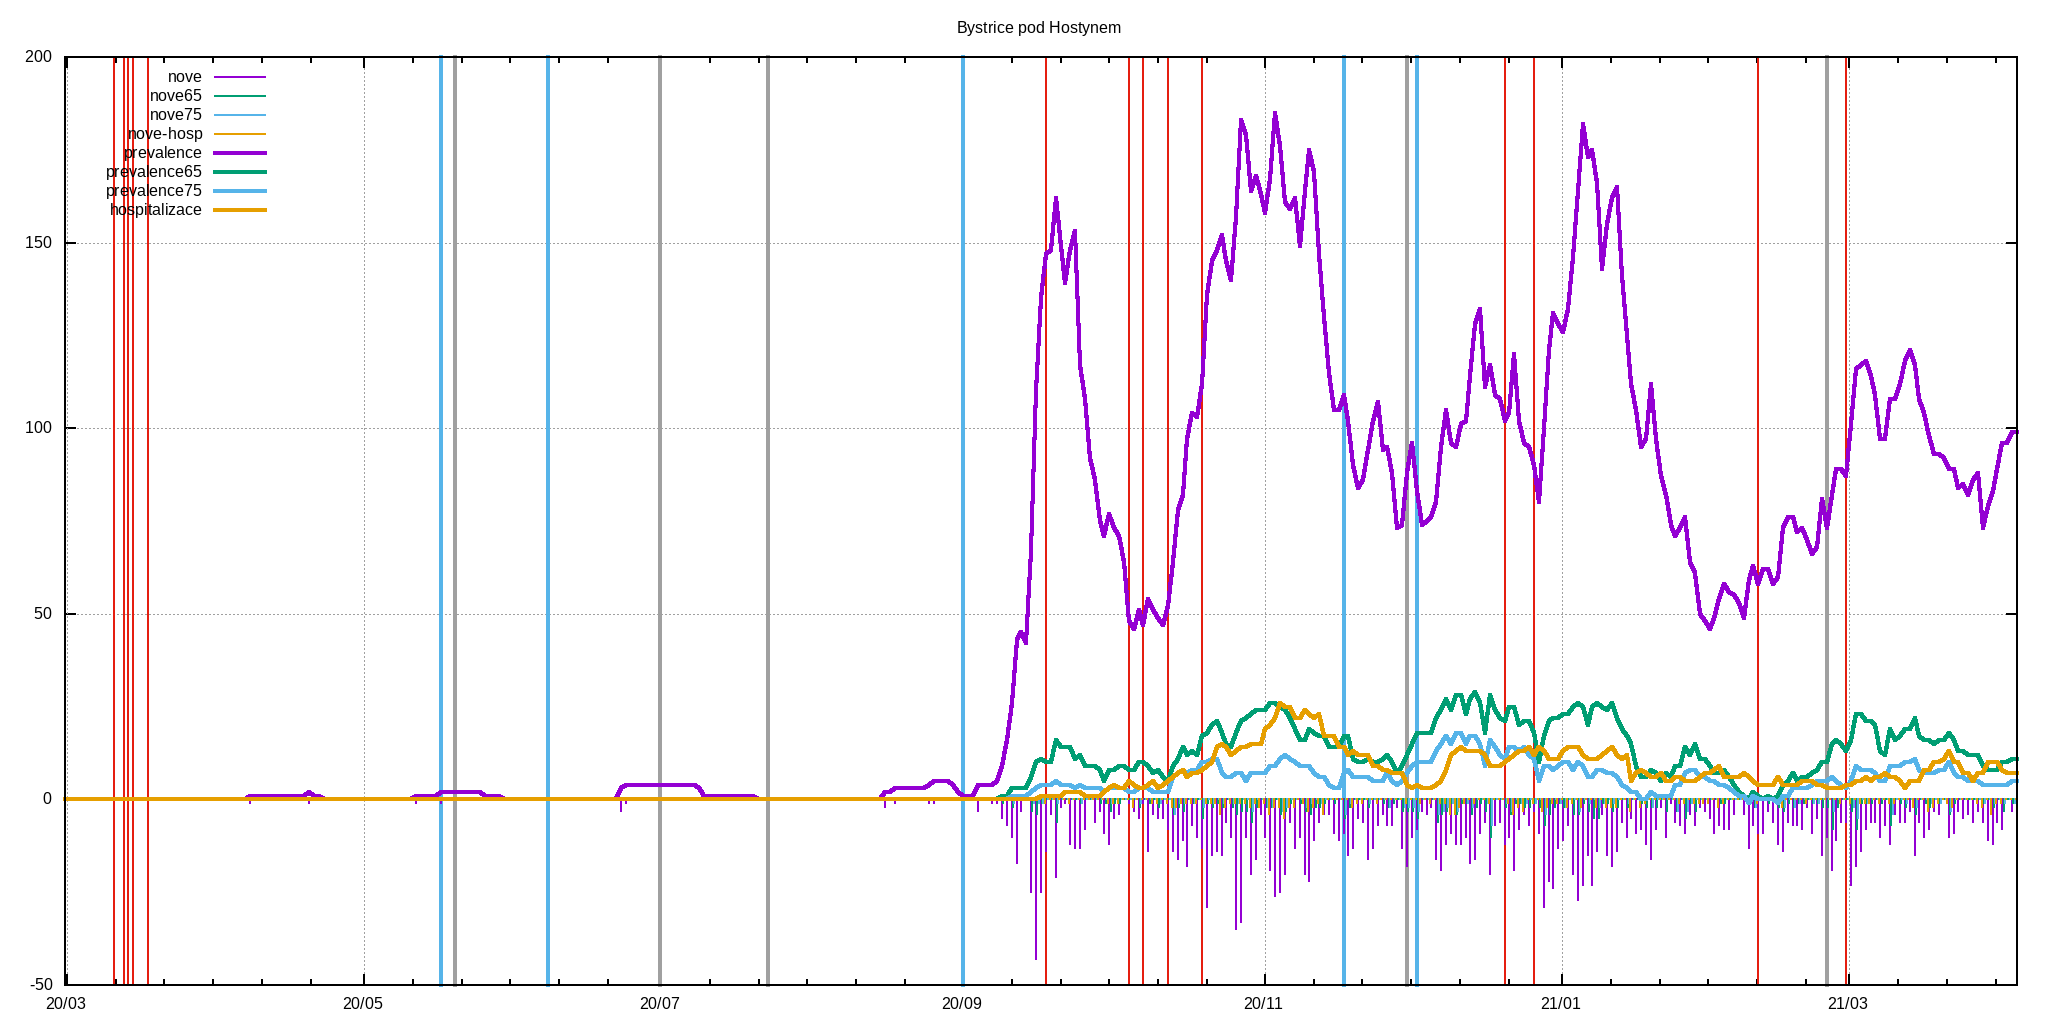 Bystrice pod Hostynem
200
150
100
50
0
-50
nove
nove65
nove75
nove-hosp
prevalence
prevalence65
prevalence75
hospitalizace
20/03 20/05 20/07 20/09 20/11 21/01 21/03